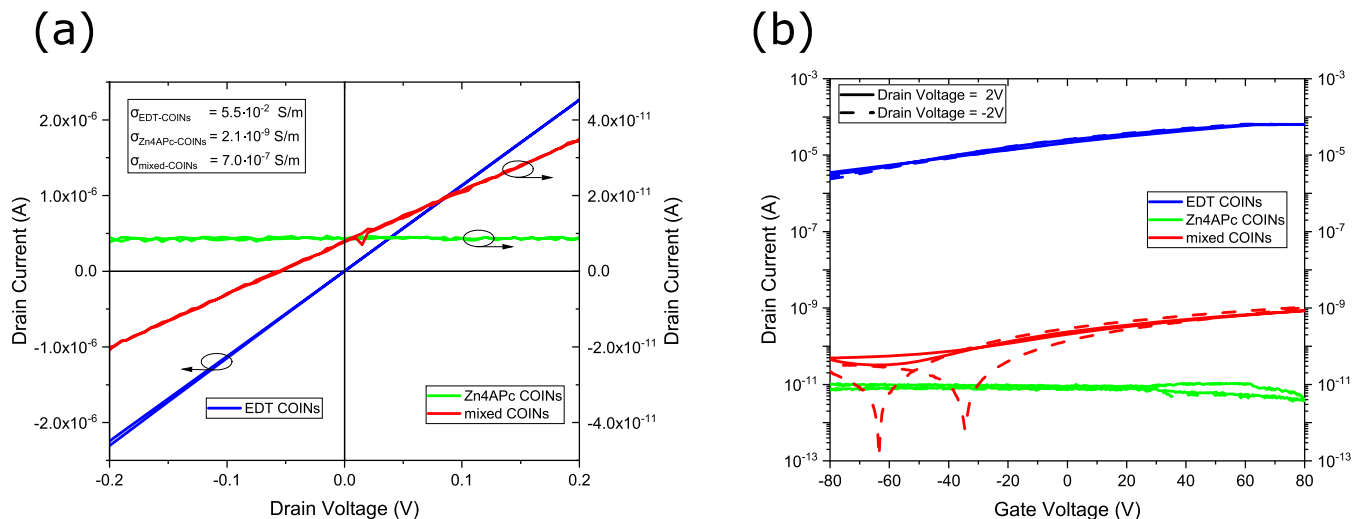 (a)
σEDT-COINs = 5.5·10-2 S/m
σZn4APc-COINs = 2.1·10-9 S/m
σmixed-COINs = 7.0·10-7 S/m
2.0x10-6
1.0x10-6
0.0
-1.0x10-6
-2.0x10-6
Drain Current (A)
4.0x10-11
2.0x10-11
0.0
-2.0x10-11
-4.0x10-11
Drain Current (A)
EDT COINs
Zn4APc COINs
mixed COINs
-0.2 -0.1 0.0 0.1 0.2
Drain Voltage (V)
(b)
Drain Voltage = 2V
Drain Voltage = -2V
10-3
10-5
10-7
10-9
10-11
10-13
Drain Current (A)
EDT COINs
Zn4APc COINs
mixed COINs
10-3
10-5
10-7
10-9
10-11
10-13
-80 -60 -40 -20 0 20 40 60 80
Gate Voltage (V)